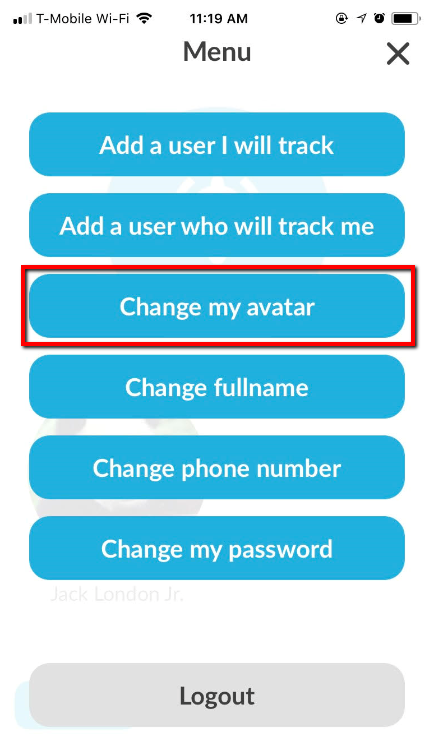 T-Mobile Wi-Fi 11:19 AM
Menu
Add a user I will track
Add a user who will track me
Change my avatar
Change fullname
Change phone number
Change my password
Jack London Jr.
Logout